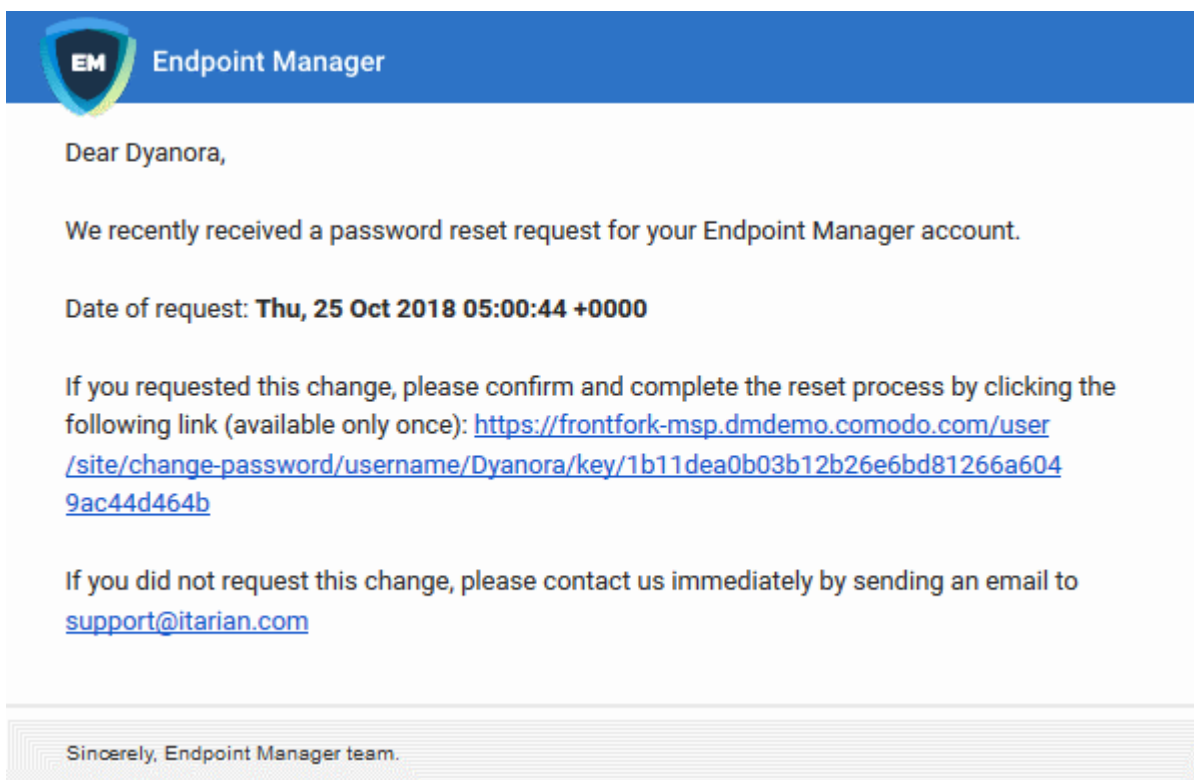 EM Endpoint Manager
Dear Dyanora,
We recently received a password reset request for your Endpoint Manager account.
Date of request: Thu, 25 Oct 2018 05:00:44 +0000
If you requested this change, please confirm and complete the reset process by clicking the
following link (available only once): https://frontfork-msp.dmdemo.comodo.com/user
/site/change-password/username/Dyanora/key/1b11dea0b03b12b26e6bd81266a604
9ac44d464b
If you did not request this change, please contact us immediately by sending an email to
support@itarian.com
Sincerely, Endpoint Manager team.